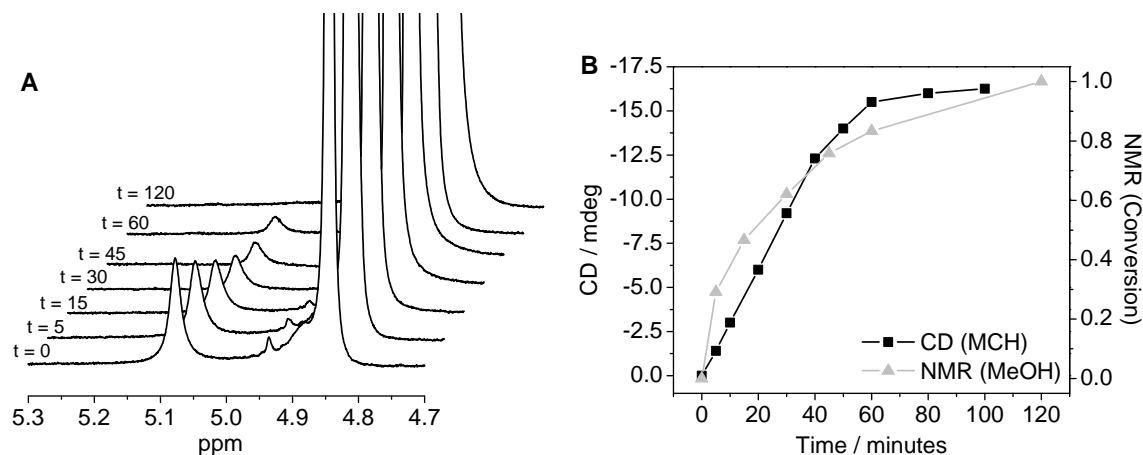 A
t = 120
t = 60
t = 45
t = 30
t = 15
t = 5
t = 0
5.3 5.2 5.1 5.0 4.9 4.8 4.7
ppm
B
-17.5
-15.0
-12.5
-10.0
-7.5
-5.0
-2.5
0.0
CD / mdeg
1.0
0.8
0.6
0.4
0.2
0.0
NMR (Conversion)
CD (MCH)
NMR (MeOH)
0 20 40 60 80 100 120
Time / minutes